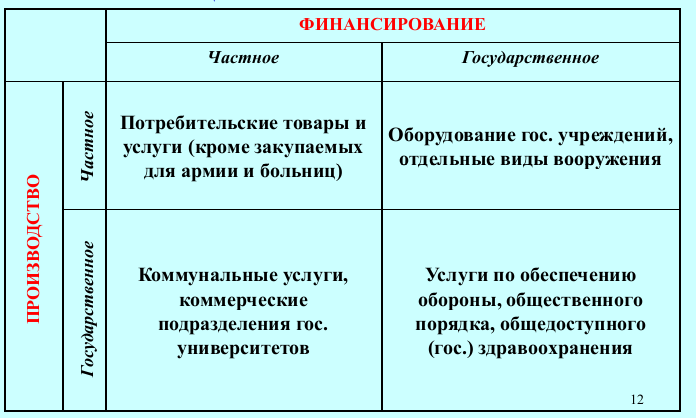 ФИНАНСИРОВАНИЕ
Частное
Государственное
ПРОИЗВОДСТВО
Частное
Потребительские товары и
услуги (кроме закупаемых
для армии и больниц)
Оборудование гос. учреждений,
отдельные виды вооружения
Государственное
Коммунальные услуги,
коммерческие
подразделения гос.
университетов
Услуги по обеспечению
обороны, общественного
порядка, общедоступного
(гос.) здравоохранения
12